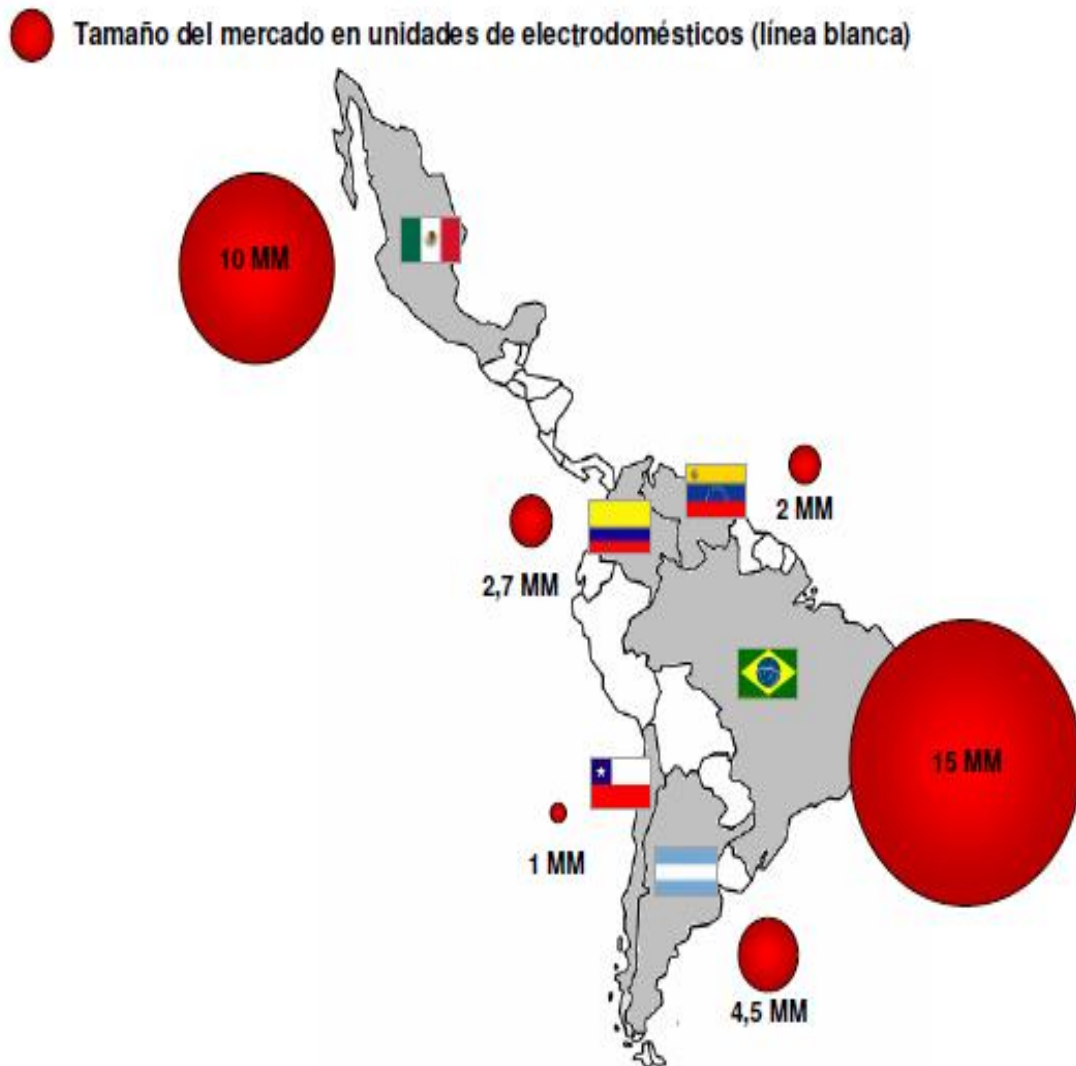 Tamaño del mercado en unidades de electrodomésticos (línea blanca)
10 MM
2 MM
2,7 MM
15 MM
1 MM
4,5 MM